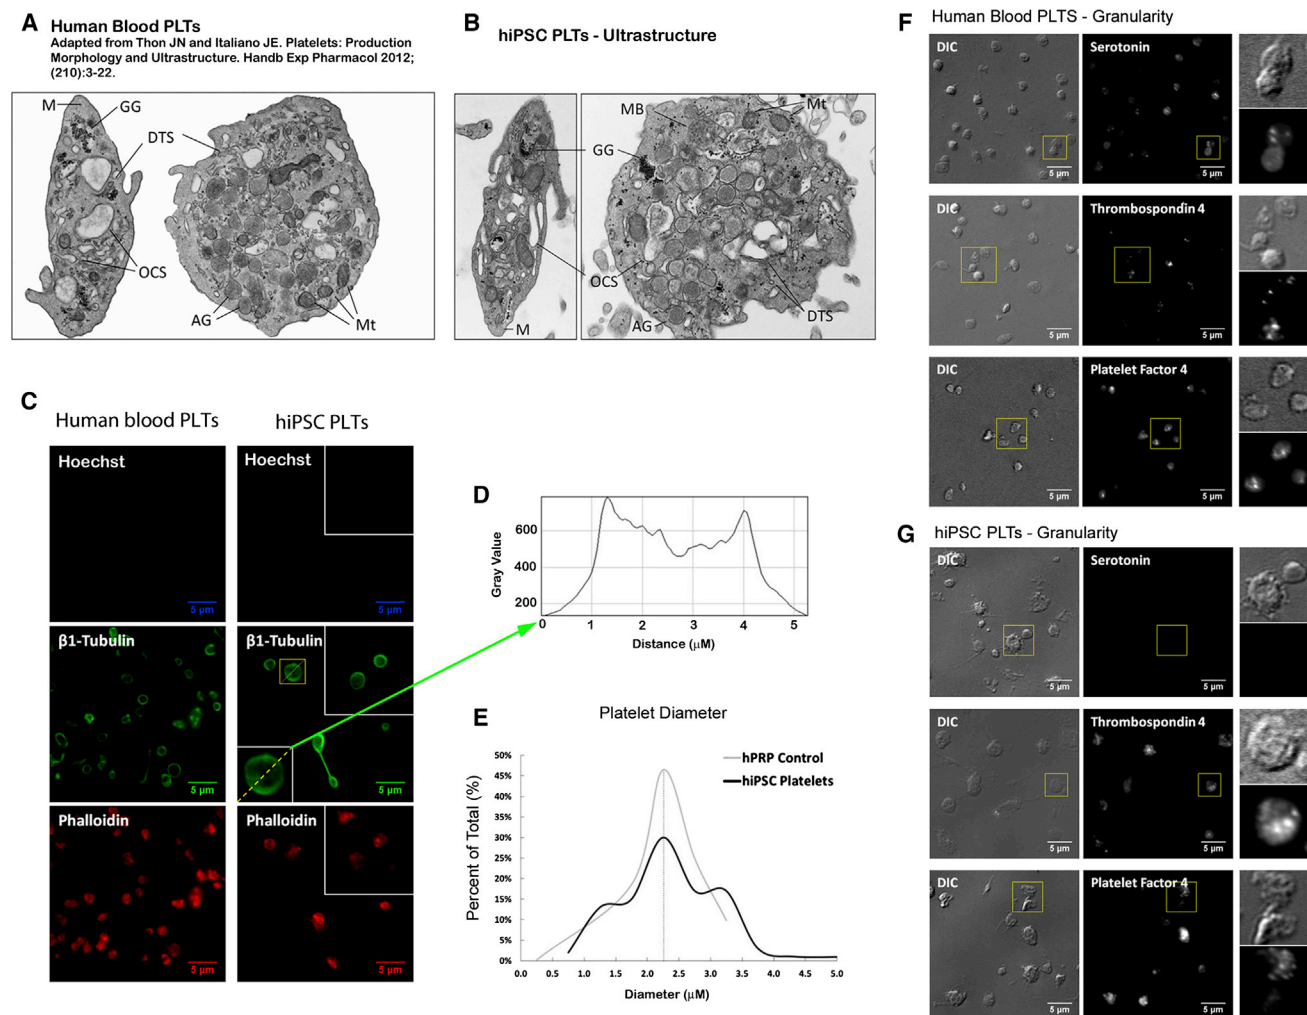 A
Human Blood PLTs
Adapted from Thon JN and Italiano JE. Platelets: Production
Morphology and Ultrastructure. Handb Exp Pharmacol 2012;
(210):3-22.
M
GG
DTS
OCS
AG
Mt
B
hiPSC PLTs - Ultrastructure
MB
Mt
GG
OCS
DTS
AG
M
C
Human blood PLTs
hiPSC PLTs
Hoechst
5 µm
Hoechst
5 µm
β1-Tubulin
5 µm
β1-Tubulin
5 µm
Phalloidin
5 µm
Phalloidin
5 µm
D
Gray Value
600
400
200
0
1
2
3
4
5
Distance (µM)
E
Platelet Diameter
hPRP Control
hiPSC Platelets
Percent of Total (%)
50%
45%
40%
35%
30%
25%
20%
15%
10%
5%
0%
0.0
0.5
1.0
1.5
2.0
2.5
3.0
3.5
4.0
4.5
5.0
Diameter (µM)
F
Human Blood PLTS - Granularity
DIC
5 µm
Serotonin
5 µm
DIC
5 µm
Thrombospondin 4
5 µm
DIC
5 µm
Platelet Factor 4
5 µm
G
hiPSC PLTs - Granularity
DIC
5 µm
Serotonin
5 µm
DIC
5 µm
Thrombospondin 4
5 µm
DIC
5 µm
Platelet Factor 4
5 µm